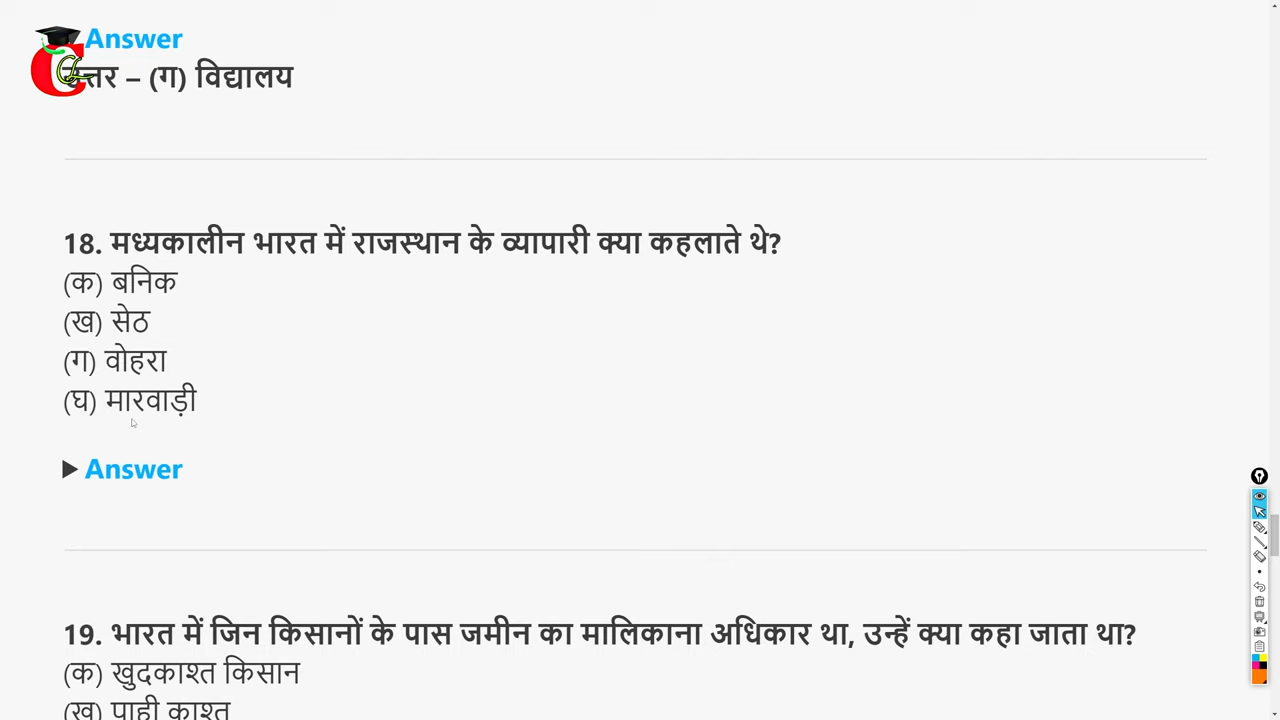 Answer
उत्तर – (ग) विद्यालय
18. मध्यकालीन भारत में राजस्थान के व्यापारी क्या कहलाते थे?
(क) बनिक
(ख) सेठ
(ग) वोहरा
(घ) मारवाड़ी
Answer
19. भारत में जिन किसानों के पास जमीन का मालिकाना अधिकार था, उन्हें क्या कहा जाता था?
(क) खुदकाश्त किसान
(ख) पाही काश्त